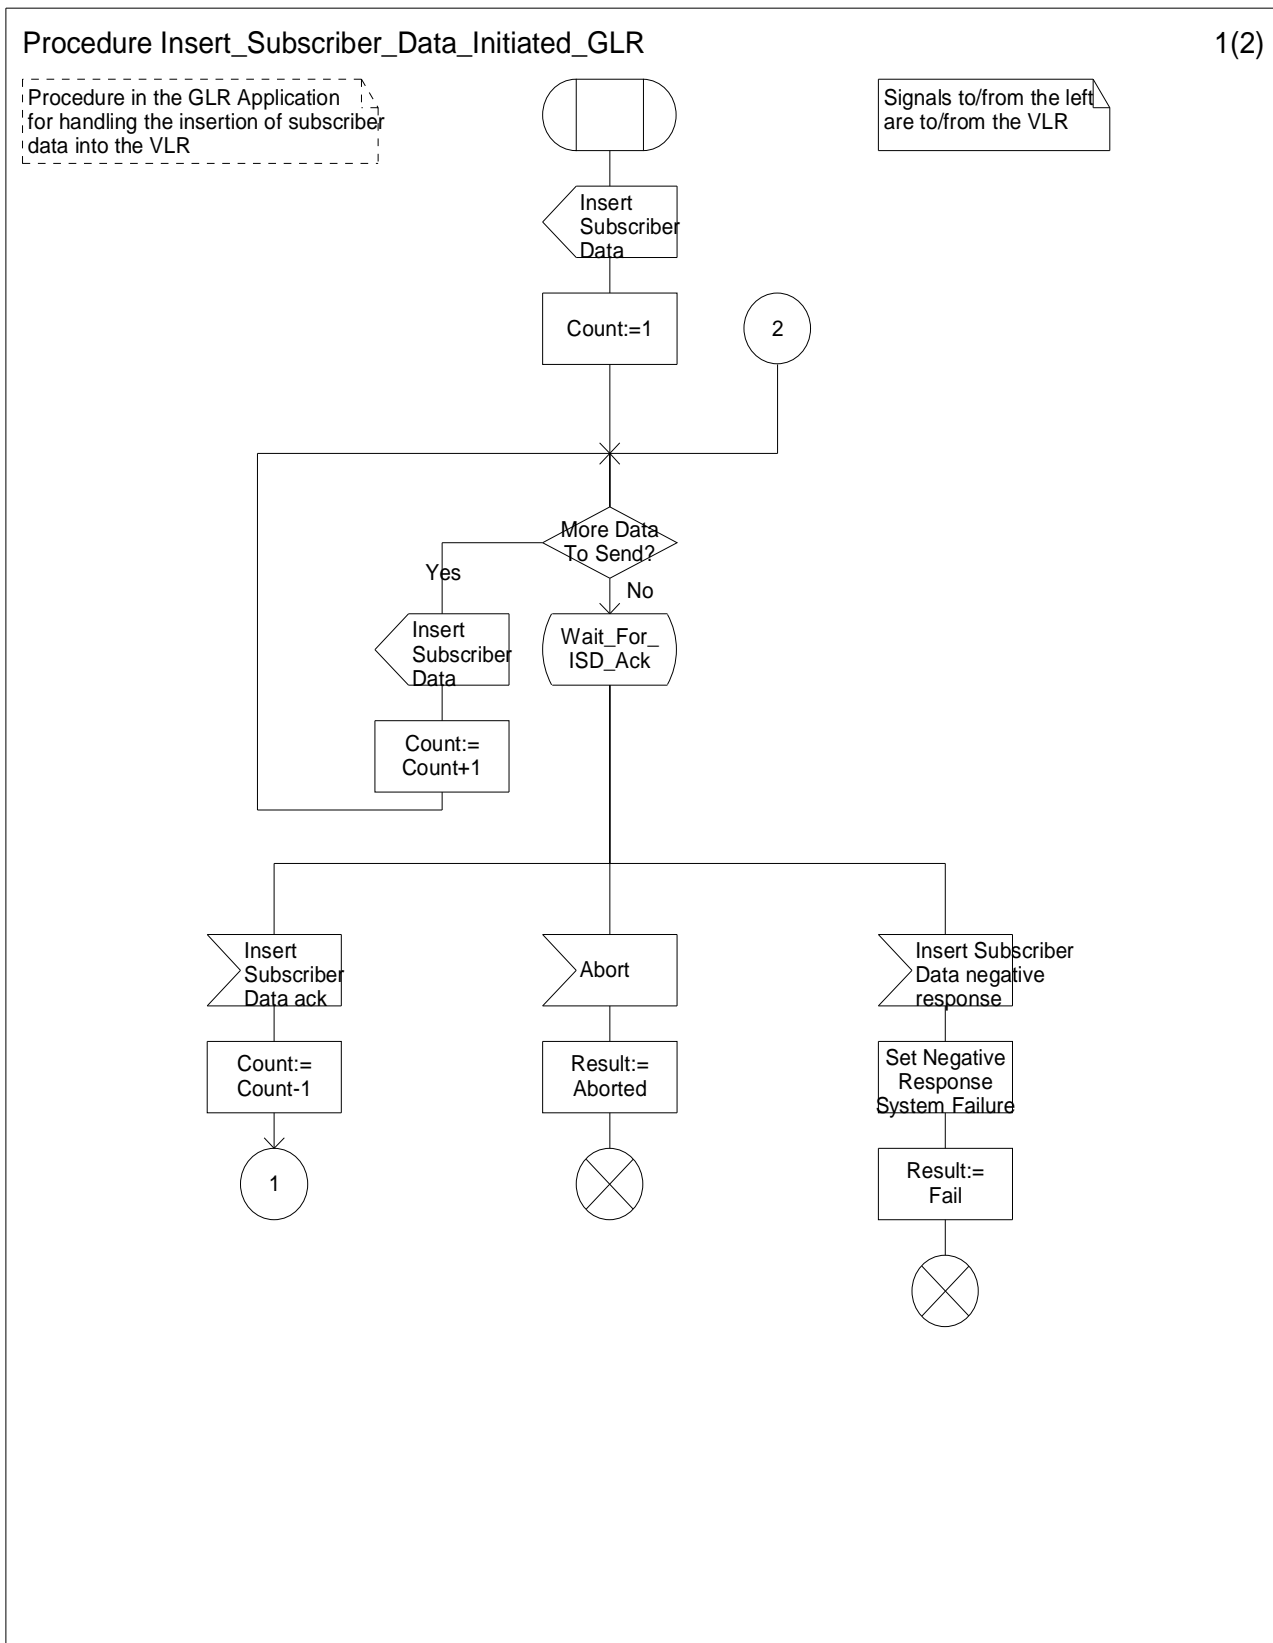 Procedure Insert_Subscriber_Data_Initiated_GLR
1(2)
Procedure in the GLR Application
for handling the insertion of subscriber
data into the VLR
Signals to/from the left
are to/from the VLR
Insert
Subscriber
Data
Count:=1
2
More Data
To Send?
Yes
No
Insert
Subscriber
Data
Wait_For_
ISD_Ack
Count:=
Count+1
Insert
Subscriber
Data ack
Abort
Insert Subscriber
Data negative
response
Count:=
Count-1
Result:=
Aborted
Set Negative
Response
System Failure
1
Result:=
Fail